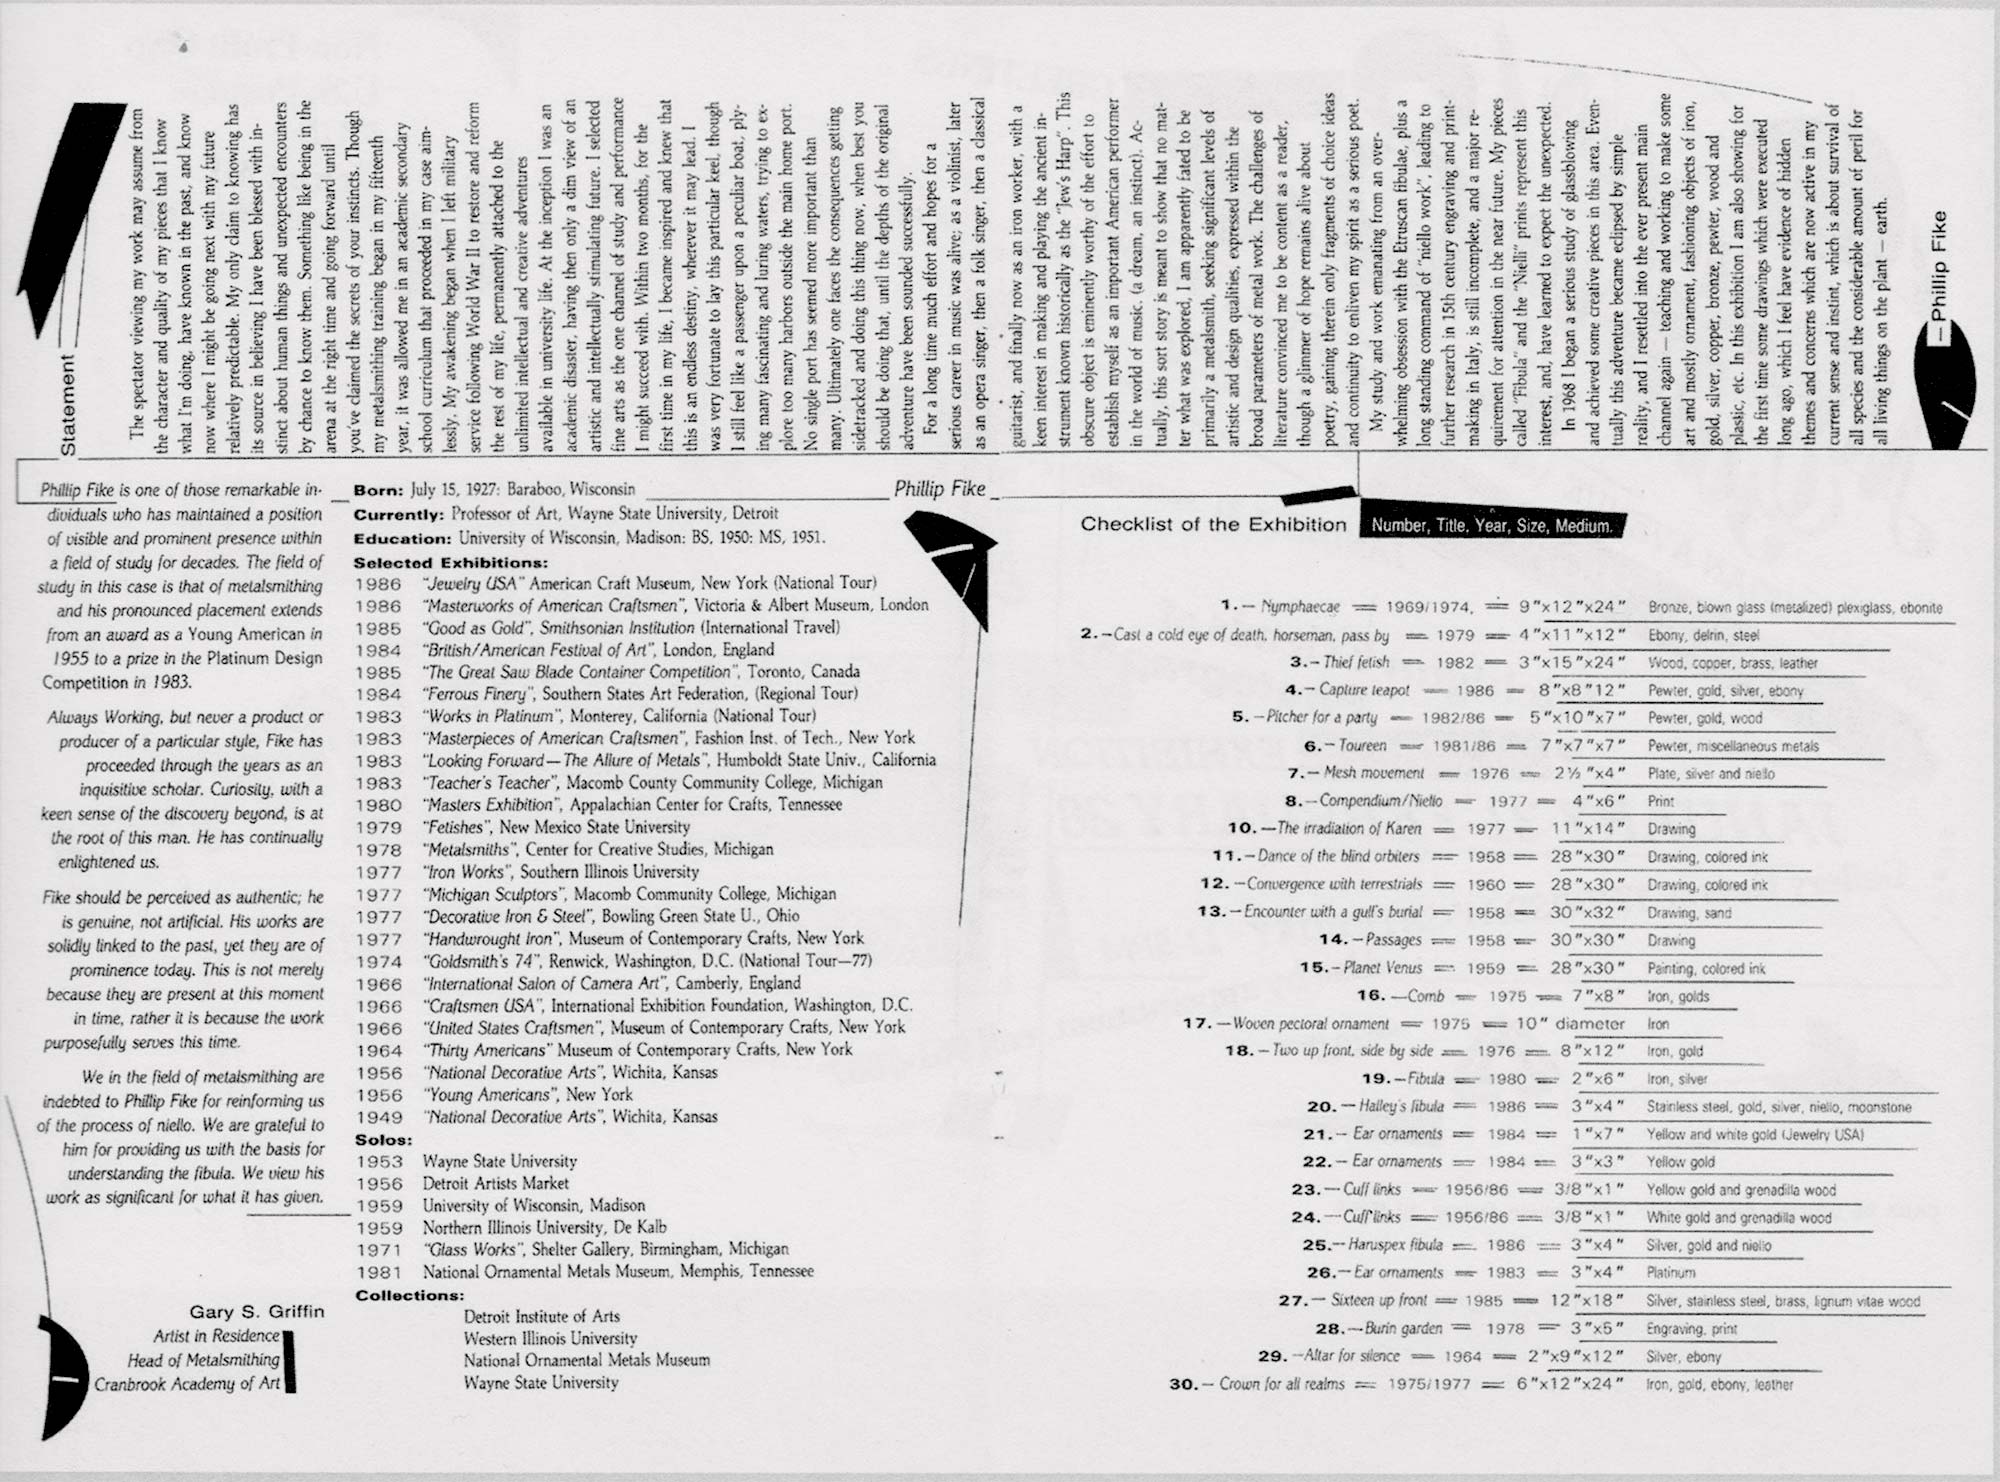 Statement
The spectator viewing my work may assume from
the character and quality of my pieces that I know
what I'm doing, have known in the past, and know
now where I might be going next with my future
relatively predictable. My only claim to knowing has
its source in believing I have been blessed with in-
stinct about human things and unexpected encounters
by chance to know them. Something like being in the
arena at the right time and going forward until
you've claimed the secrets of your instincts. Though
my metalsmithing training began in my fifteenth
year, it was allowed me in an academic secondary
school curriculum that proceeded in my case aim-
lessly. My awakening began when I left military
service following World War II to restore and reform
the rest of my life, permanently attached to the
unlimited intellectual and creative adventures
available in university life. At the inception I was an
academic disaster, having then only a dim view of an
artistic and intellectually stimulating future. I selected
fine arts as the one channel of study and performance
I might succeed with. Within two months, for the
first time in my life, I became inspired and knew that
this is an endless destiny, wherever it may lead. I
was very fortunate to lay this particular keel, though
I still feel like a passenger upon a peculiar boat, ply-
ing many fascinating and luring waters, trying to ex-
plore too many harbors outside the main home port.
No single port has seemed more important than
many. Ultimately one faces the consequences getting
sidetracked and doing this thing now, when best you
should be doing that, until the depths of the original
adventure have been sounded successfully.
For a long time much effort and hopes for a
serious career in music was alive; as a violinist, later
as an opera singer, then a folk singer, then a classical
guitarist, and finally now as an iron worker, with a
keen interest in making and playing the ancient in-
strument known historically as the "Jew's Harp". This
obscure object is eminently worthy of the effort to
establish myself as an important American performer
in the world of music. (a dream, an instinct). Ac-
tually, this sort story is meant to show that no mat-
ter what was explored, I am apparently fated to be
primarily a metalsmith, seeking significant levels of
artistic and design qualities, expressed within the
broad parameters of metal work. The challenges of
literature convinced me to be content as a reader,
though a glimmer of hope remains alive about
poetry, gaining therein only fragments of choice ideas
and continuity to enliven my spirit as a serious poet.
My study and work emanating from an over-
whelming obsession with the Etruscan fibulae, plus a
long standing command of "niello work", leading to
further research in 15th century engraving and print-
making in Italy, is still incomplete, and a major re-
quirement for attention in the near future. My pieces
called "Fibula" and the "Nielli" prints represent this
interest, and, have learned to expect the unexpected.
In 1968 I began a serious study of glassblowing
and achieved some creative pieces in this area. Even-
tually this adventure became eclipsed by simple
reality, and I resettled into the ever present main
channel again — teaching and working to make some
art and mostly ornament, fashioning objects of iron,
gold, silver, copper, bronze, pewter, wood and
plastic, etc. In this exhibition I am also showing for
the first time some drawings which were executed
long ago, which I feel have evidence of hidden
themes and concerns which are now active in my
current sense and instint, which is about survival of
all species and the considerable amount of peril for
all living things on the plant — earth.
— Phillip Fike
Phillip Fike is one of those remarkable in-
dividuals who has maintained a position
of visible and prominent presence within
a field of study for decades. The field of
study in this case is that of metalsmithing
and his pronounced placement extends
from an award as a Young American in
1955 to a prize in the Platinum Design
Competition in 1983.
Always Working, but never a product or
producer of a particular style, Fike has
proceeded through the years as an
inquisitive scholar. Curiosity, with a
keen sense of the discovery beyond, is at
the root of this man. He has continually
enlightened us.
Fike should be perceived as authentic; he
is genuine, not artificial. His works are
solidly linked to the past, yet they are of
prominence today. This is not merely
because they are present at this moment
in time, rather it is because the work
purposefully serves this time.
We in the field of metalsmithing are
indebted to Phillip Fike for reinforming us
of the process of niello. We are grateful to
him for providing us with the basis for
understanding the fibula. We view his
work as significant for what it has given.
Gary S. Griffin
Artist in Residence
Head of Metalsmithing
Cranbrook Academy of Art
Phillip Fike
Born: July 15, 1927: Baraboo, Wisconsin
Currently: Professor of Art, Wayne State University, Detroit
Education: University of Wisconsin, Madison: BS, 1950: MS, 1951.
Selected Exhibitions:
1986 "Jewelry USA" American Craft Museum, New York (National Tour)
1986 "Masterworks of American Craftsmen", Victoria & Albert Museum, London
1985 "Good as Gold", Smithsonian Institution (International Travel)
1984 "British/American Festival of Art", London, England
1985 "The Great Saw Blade Container Competition", Toronto, Canada
1984 "Ferrous Finery", Southern States Art Federation, (Regional Tour)
1983 "Works in Platinum", Monterey, California (National Tour)
1983 "Masterpieces of American Craftsmen", Fashion Inst. of Tech., New York
1983 "Looking Forward—The Allure of Metals", Humboldt State Univ., California
1983 "Teacher's Teacher", Macomb County Community College, Michigan
1980 "Masters Exhibition", Appalachian Center for Crafts, Tennessee
1979 "Fetishes", New Mexico State University
1978 "Metalsmiths", Center for Creative Studies, Michigan
1977 "Iron Works", Southern Illinois University
1977 "Michigan Sculptors", Macomb Community College, Michigan
1977 "Decorative Iron & Steel", Bowling Green State U., Ohio
1977 "Handwrought Iron", Museum of Contemporary Crafts, New York
1974 "Goldsmith's 74", Renwick, Washington, D.C. (National Tour—77)
1966 "International Salon of Camera Art", Camberly, England
1966 "Craftsmen USA", International Exhibition Foundation, Washington, D.C.
1966 "United States Craftsmen", Museum of Contemporary Crafts, New York
1964 "Thirty Americans" Museum of Contemporary Crafts, New York
1956 "National Decorative Arts", Wichita, Kansas
1956 "Young Americans", New York
1949 "National Decorative Arts", Wichita, Kansas
Solos:
1953 Wayne State University
1956 Detroit Artists Market
1959 University of Wisconsin, Madison
1959 Northern Illinois University, De Kalb
1971 "Glass Works", Shelter Gallery, Birmingham, Michigan
1981 National Ornamental Metals Museum, Memphis, Tennessee
Collections:
Detroit Institute of Arts
Western Illinois University
National Ornamental Metals Museum
Wayne State University
Checklist of the Exhibition Number, Title, Year, Size, Medium.
1.— Nymphaecae = 1969/1974, = 9"x12"x24" Bronze, blown glass (metalized) plexiglass, ebonite
2.—Cast a cold eye of death, horseman, pass by = 1979 = 4"x11"x12" Ebony, delrin, steel
3.— Thief fetish = 1982 = 3"x15"x24" Wood, copper, brass, leather
4.— Capture teapot = 1986 = 8"x8"12" Pewter, gold, silver, ebony
5.—Pitcher for a party = 1982/86 = 5"x10"x7" Pewter, gold, wood
6.— Toureen = 1981/86 = 7"x7"x7" Pewter, miscellaneous metals
7.— Mesh movement = 1976 = 2½"x4" Plate, silver and niello
8.—Compendium/Niello = 1977 = 4"x6" Print
10.—The irradiation of Karen = 1977 = 11"x14" Drawing
11.—Dance of the blind orbiters = 1958 = 28"x30" Drawing, colored ink
12.—Convergence with terrestrials = 1960 = 28"x30" Drawing, colored ink
13.—Encounter with a gull's burial = 1958 = 30"x32" Drawing, sand
14.—Passages = 1958 = 30"x30" Drawing
15.—Planet Venus = 1959 = 28"x30" Painting, colored ink
16.—Comb = 1975 = 7"x8" Iron, golds
17.—Woven pectoral ornament = 1975 = 10" diameter Iron
18.—Two up front, side by side = 1976 = 8"x12" Iron, gold
19.—Fibula = 1980 = 2"x6" Iron, silver
20.— Halley's fibula = 1986 = 3"x4" Stainless steel, gold, silver, niello, moonstone
21.— Ear ornaments = 1984 = 1"x7" Yellow and white gold (Jewelry USA)
22.— Ear ornaments = 1984 = 3"x3" Yellow gold
23.— Cuff links = 1956/86 = 3/8"x1" Yellow gold and grenadilla wood
24.—Cuff links = 1956/86 = 3/8"x1" White gold and grenadilla wood
25.— Haruspex fibula = 1986 = 3"x4" Silver, gold and niello
26.— Ear ornaments = 1983 = 3"x4" Platinum
27.— Sixteen up front = 1985 = 12"x18" Silver, stainless steel, brass, lignum vitae wood
28.—Burin garden = 1978 = 3"x5" Engraving, print
29.—Altar for silence = 1964 = 2"x9"x12" Silver, ebony
30.— Crown for all realms = 1975/1977 = 6"x12"x24" Iron, gold, ebony, leather